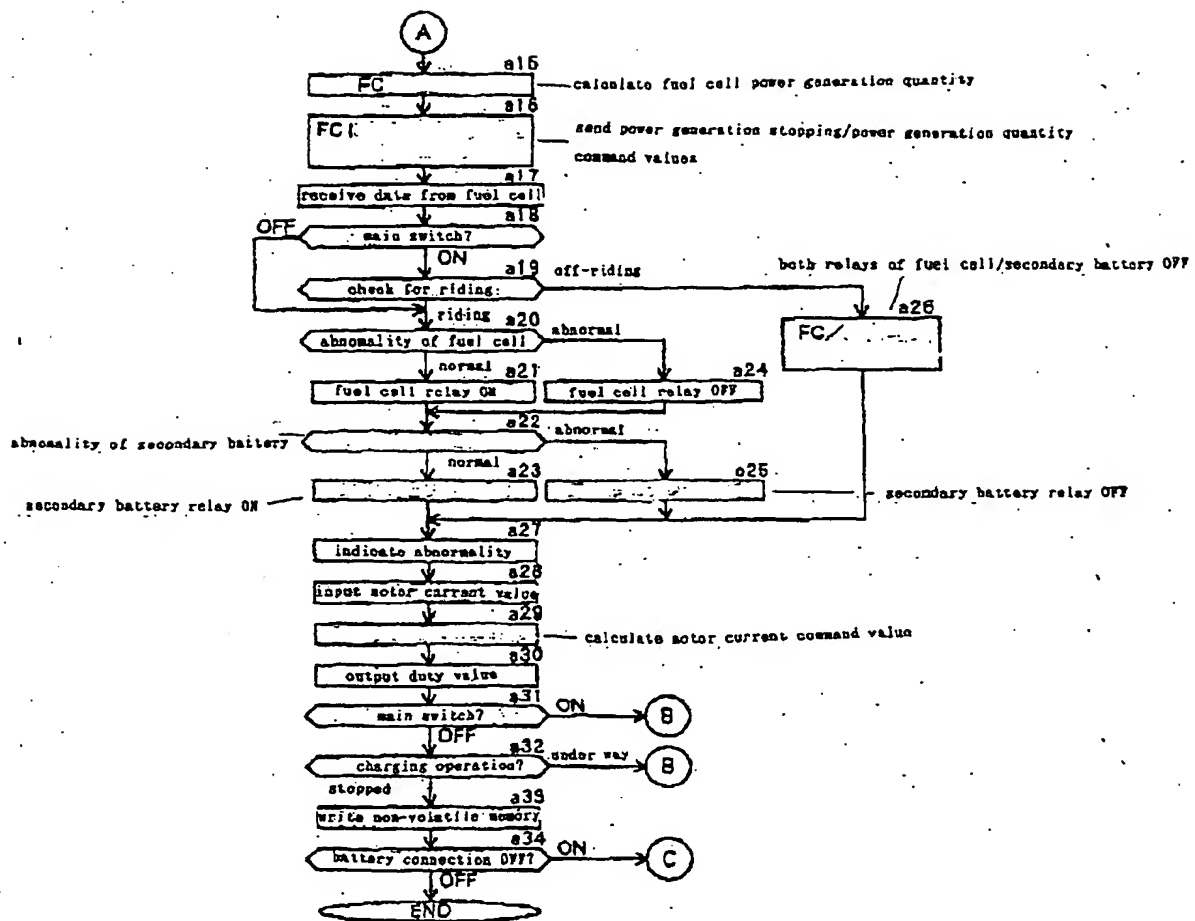 A
a15
FC
calculate fuel cell power generation quantity
a16
FC
send power generation stopping/power generation quantity
command values
a17
receive data from fuel cell
a18
OFF
main switch?
ON
a19
off-riding
both relays of fuel cell/secondary battery OFF
check for riding:
a26
FC/
riding
a20
abnomality of fuel cell
abnormal
normal
a21
a24
fuel cell relay ON
fuel cell relay OFF
a22
abnormal
abnomality of secondary battery
normal
a23
a25
secondary battery relay ON
secondary battery relay OFF
a27
indicate abnormality
a28
input motor current value
a29
calculate motor current command value
a30
output duty value
a31
main switch?
ON
B
OFF
a32
charging operation?
under way
B
stopped
a33
write non-volatile memory
a34
battery connection OFF?
ON
C
OFF
END